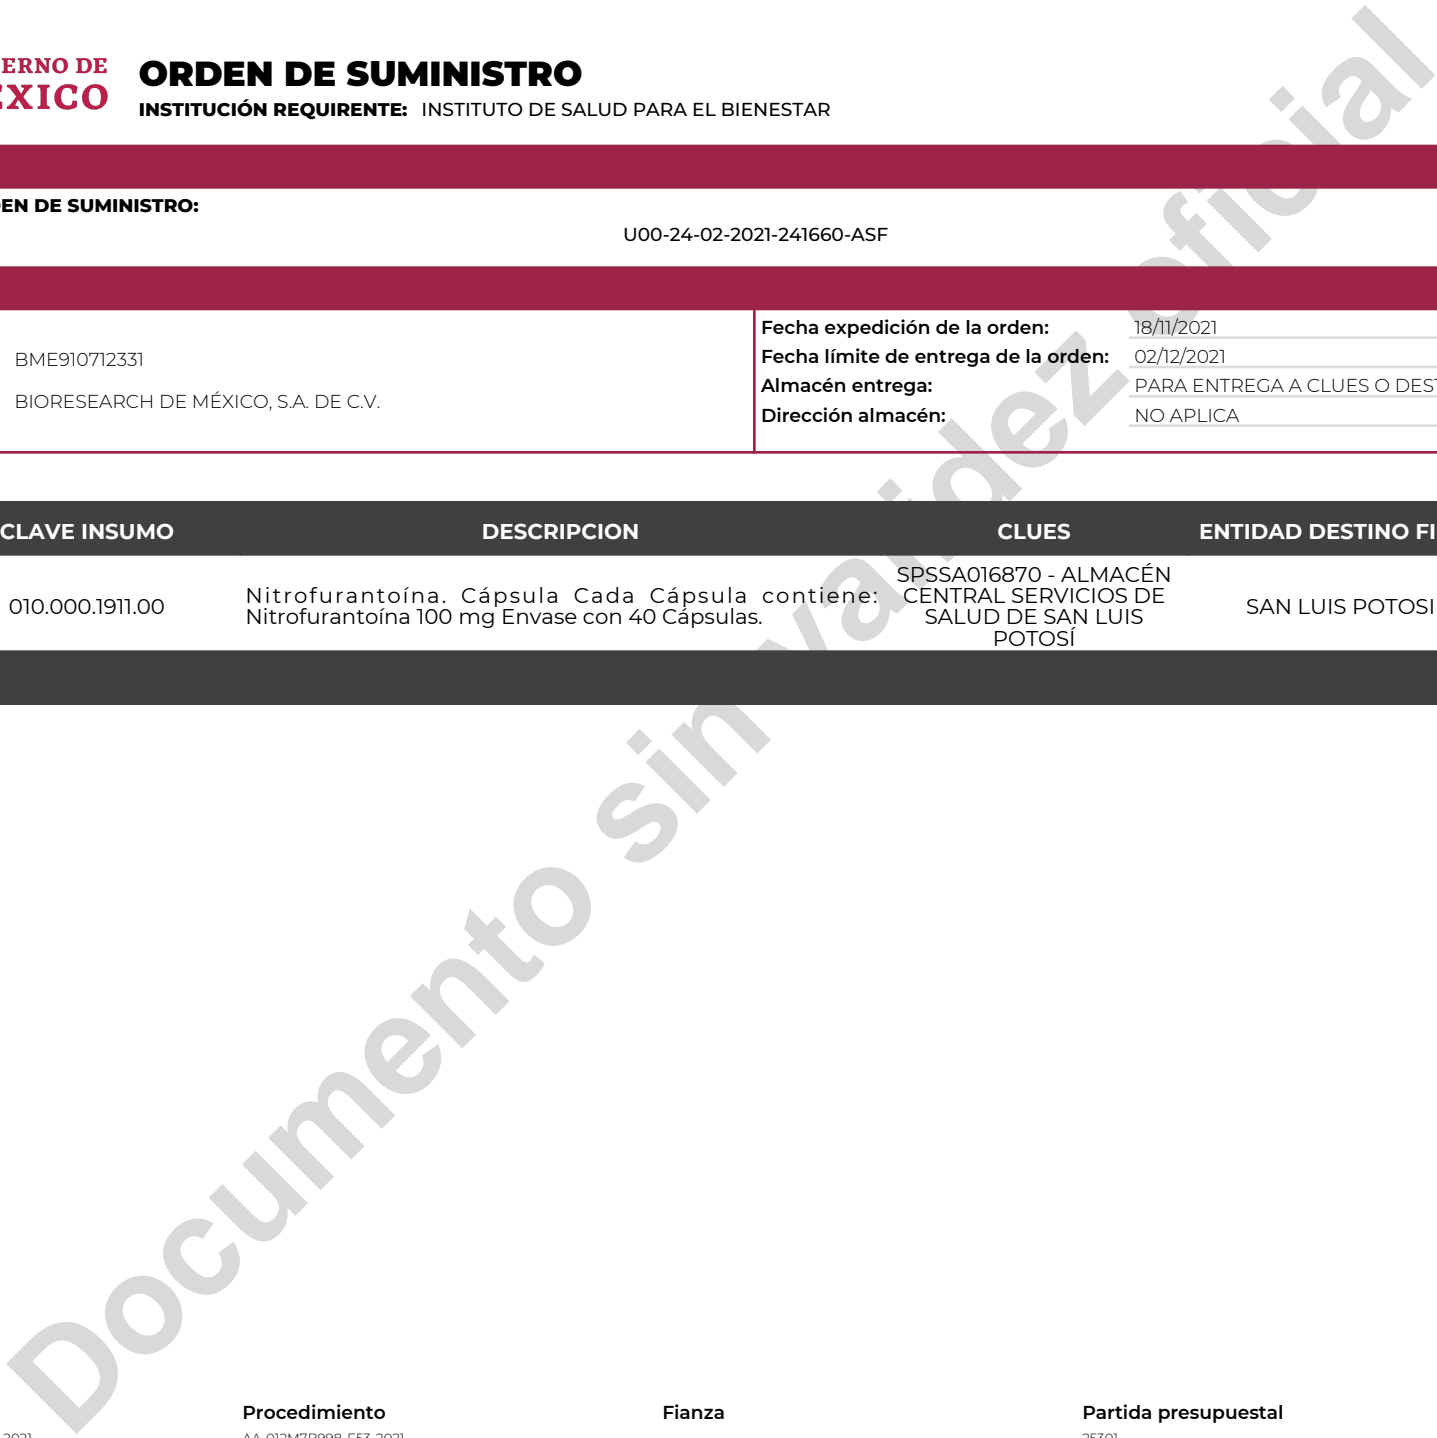 ERNO DE
ÉXICO
ORDEN DE SUMINISTRO
INSTITUCIÓN REQUIRENTE: INSTITUTO DE SALUD PARA EL BIENESTAR
EN DE SUMINISTRO:
U00-24-02-2021-241660-ASF
BME910712331
BIORESEARCH DE MÉXICO, S.A. DE C.V.
Fecha expedición de la orden: 18/11/2021
Fecha límite de entrega de la orden: 02/12/2021
Almacén entrega: PARA ENTREGA A CLUES O DEST
Dirección almacén: NO APLICA
CLAVE INSUMO DESCRIPCION CLUES ENTIDAD DESTINO FI
010.000.1911.00
Nitrofurantoína. Cápsula Cada Cápsula contiene:
Nitrofurantoína 100 mg Envase con 40 Cápsulas.
SPSSA016870 - ALMACÉN
CENTRAL SERVICIOS DE
SALUD DE SAN LUIS
POTOSÍ
SAN LUIS POTOSI
Documento sin validez oficial
Procedimiento Fianza Partida presupuestal